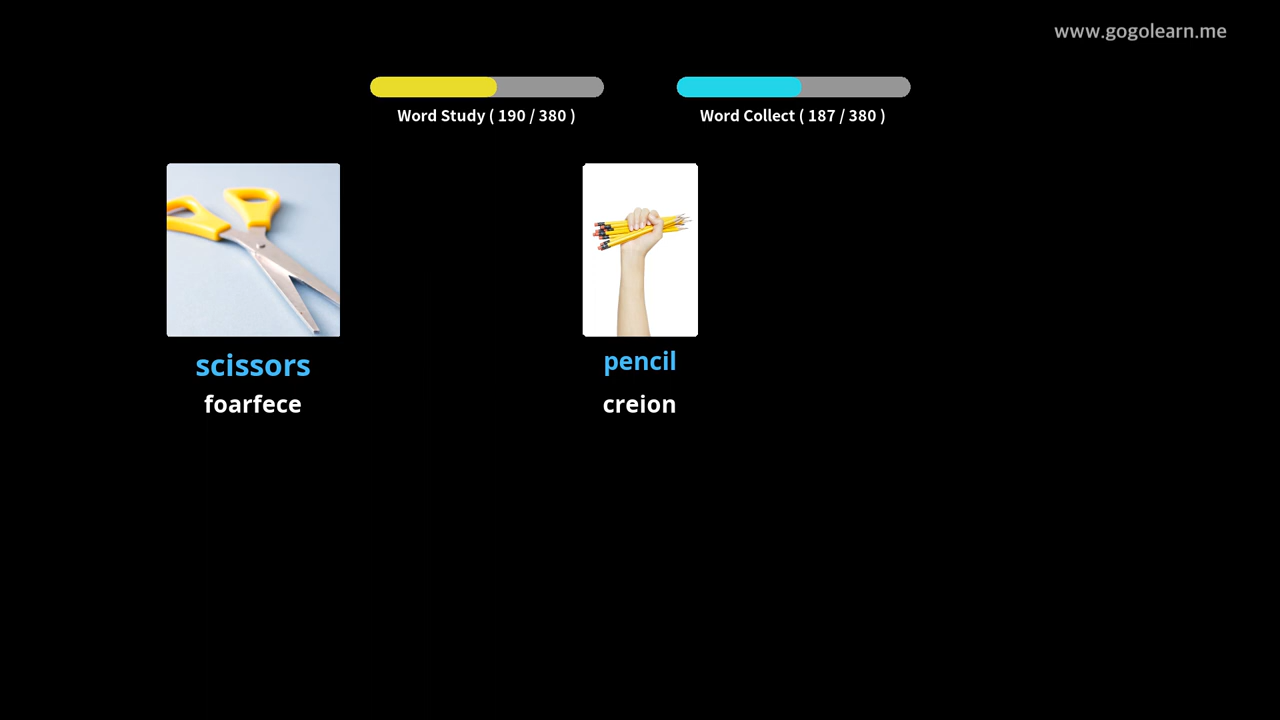 www.gogolearn.me
Word Study ( 190 / 380 )
Word Collect ( 187 / 380 )
scissors
foarfece
pencil
creion